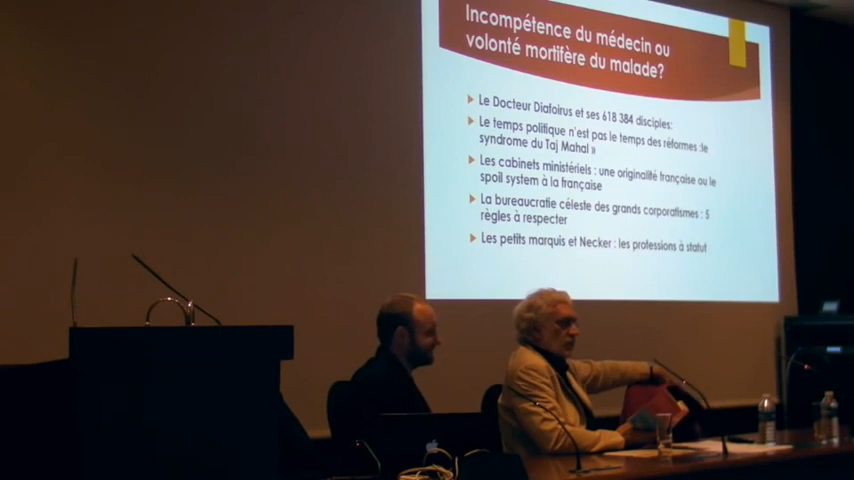 Incompétence du médecin ou
volonté mortifère du malade?
Le Docteur Diafoirus et ses 618 384 disciples:
Le temps politique n'est pas le temps des réformes :le
syndrome du Taj Mahal »
Les cabinets ministériels : une originalité française ou le
spoil system à la française
La bureaucratie céleste des grands corporatismes : 5
règles à respecter
Les petits marquis et Necker : les professions à statut